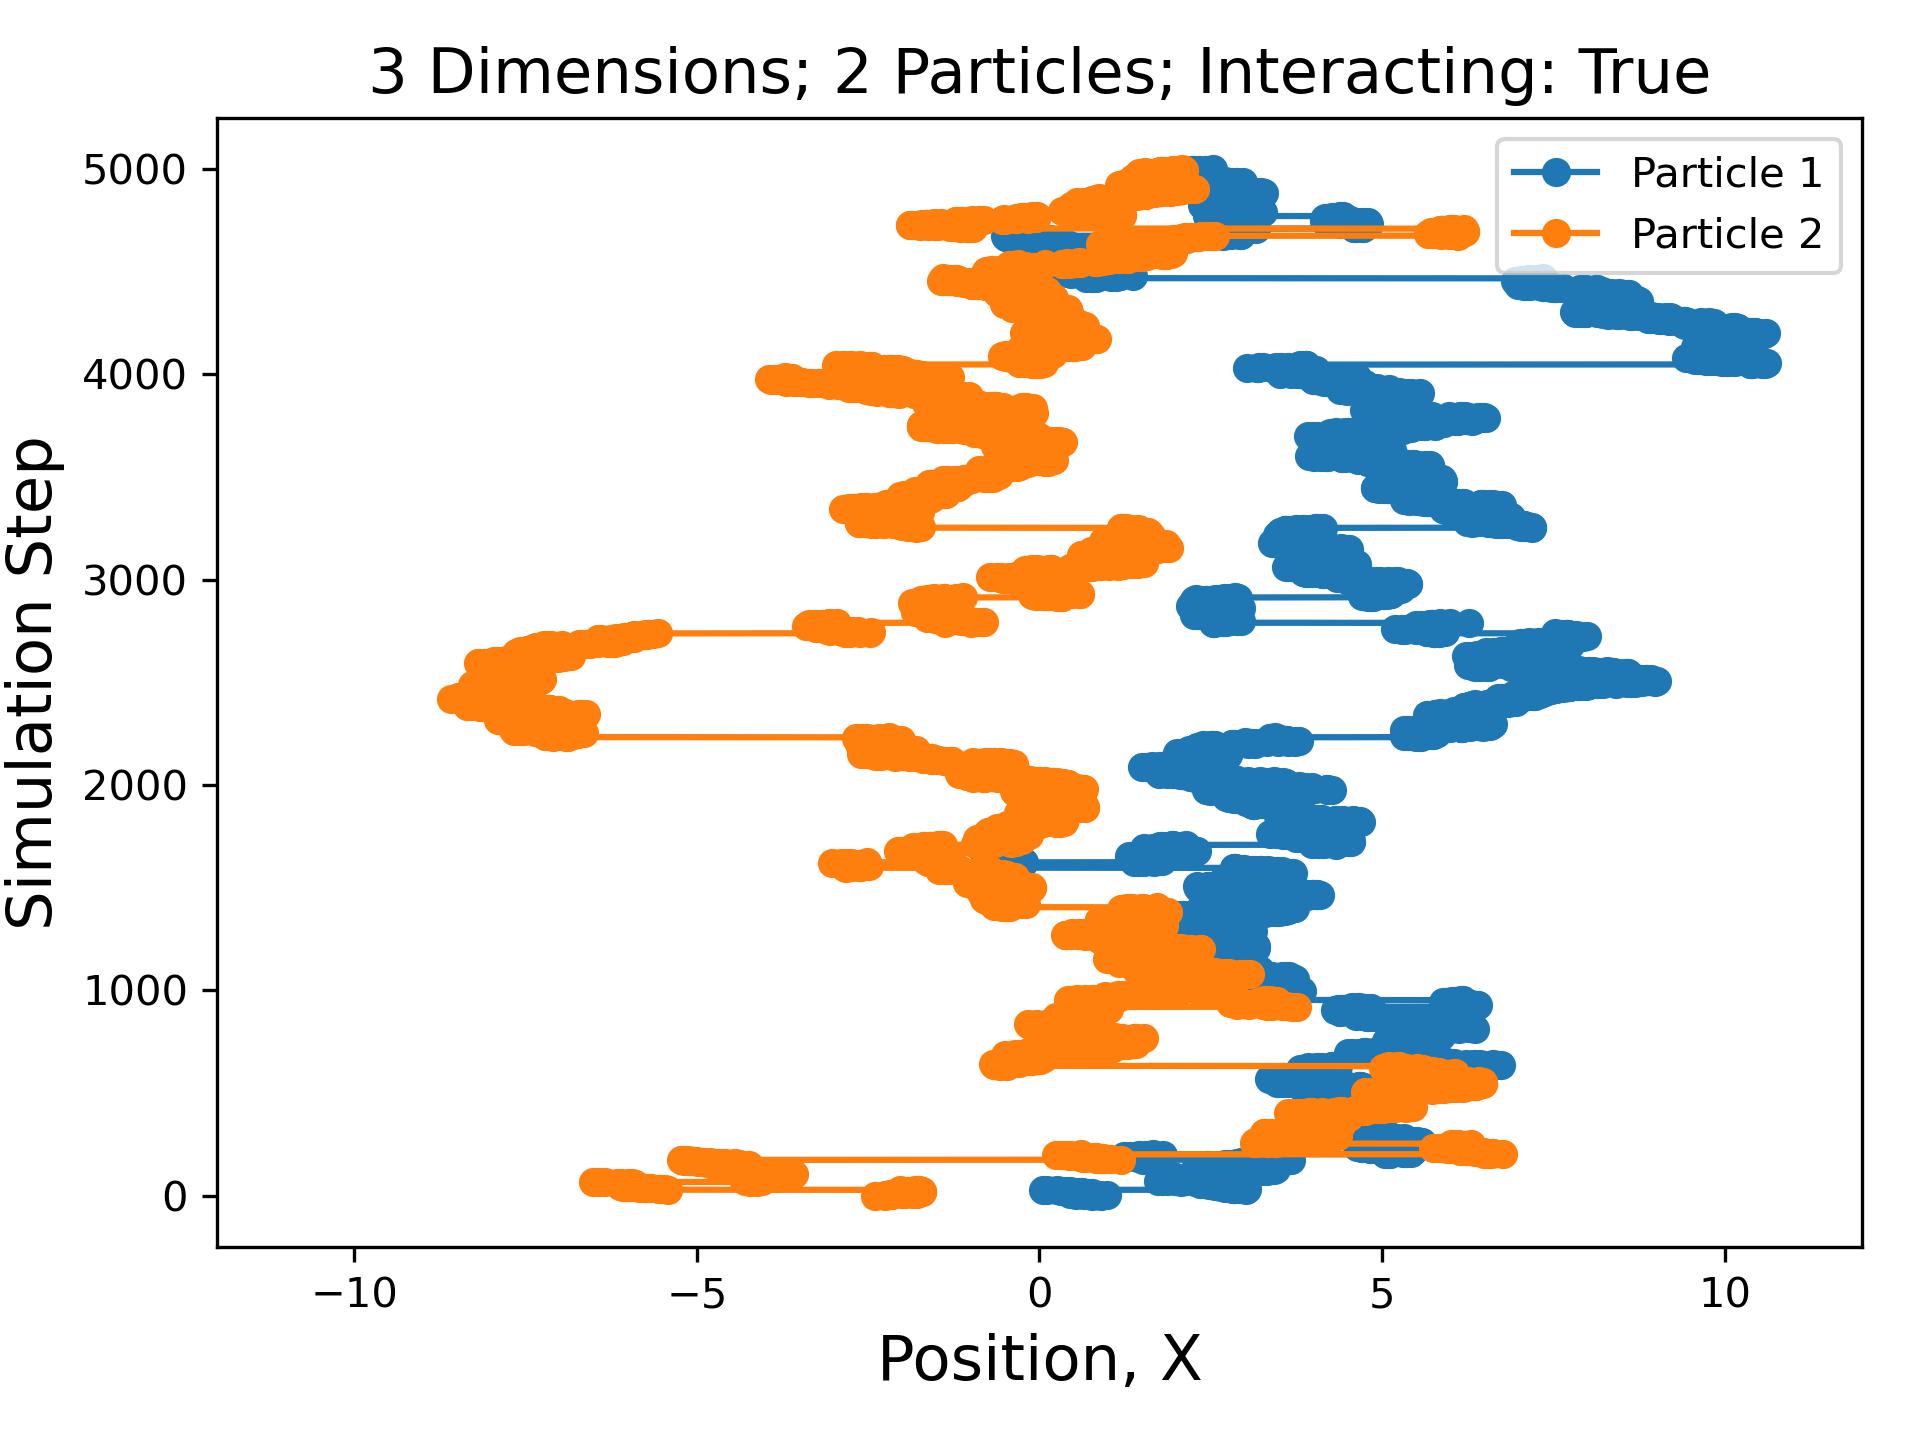 3 Dimensions; 2 Particles; Interacting: True
Particle 1
Particle 2
Simulation Step
5000
4000
3000
2000
1000
0
−10 −5 0 5 10
Position, X